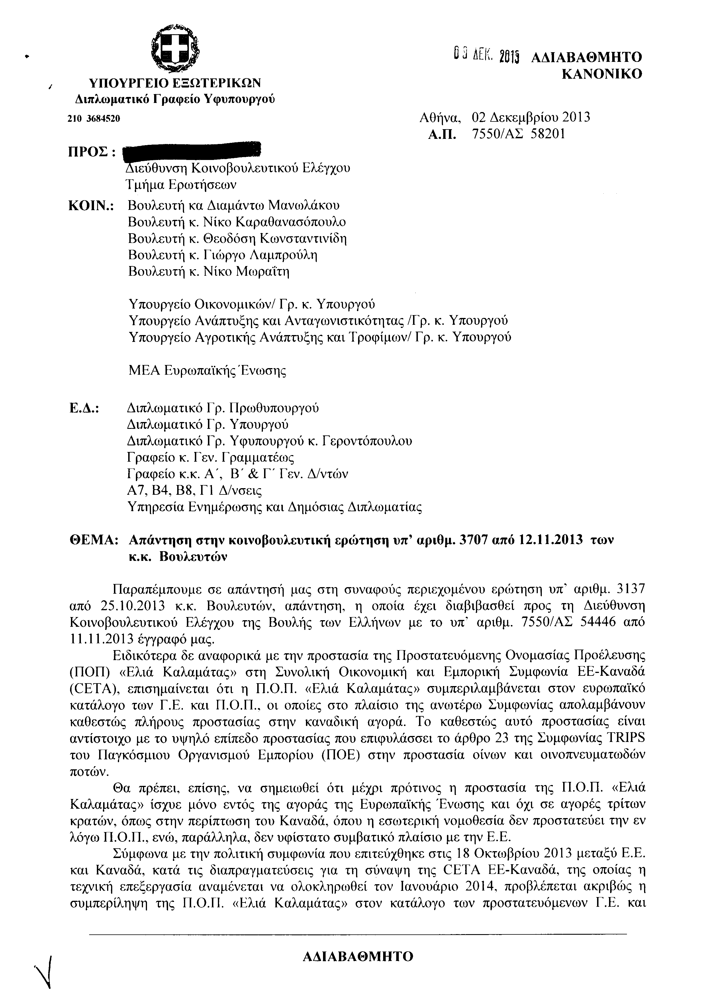 03 ΔΕΚ. 2013 ΑΔΙΑΒΑΘΜΗΤΟ
ΚΑΝΟΝΙΚΟ
ΥΠΟΥΡΓΕΙΟ ΕΞΩΤΕΡΙΚΩΝ
Διπλωματικό Γραφείο Υφυπουργού
210 3684520
Αθήνα, 02 Δεκεμβρίου 2013
Α.Π. 7550/ΑΣ 58201
ΠΡΟΣ :
Διεύθυνση Κοινοβουλευτικού Ελέγχου
Τμήμα Ερωτήσεων
ΚΟΙΝ.: Βουλευτή κα Διαμάντω Μανωλάκου
Βουλευτή κ. Νίκο Καραθανασόπουλο
Βουλευτή κ. Θεοδόση Κωνσταντινίδη
Βουλευτή κ. Γιώργο Λαμπρούλη
Βουλευτή κ. Νίκο Μωραΐτη
Υπουργείο Οικονομικών/ Γρ. κ. Υπουργού
Υπουργείο Ανάπτυξης και Ανταγωνιστικότητας /Γρ. κ. Υπουργού
Υπουργείο Αγροτικής Ανάπτυξης και Τροφίμων/ Γρ. κ. Υπουργού
ΜΕΑ Ευρωπαϊκής Ένωσης
Ε.Δ.: Διπλωματικό Γρ. Πρωθυπουργού
Διπλωματικό Γρ. Υπουργού
Διπλωματικό Γρ. Υφυπουργού κ. Γεροντόπουλου
Γραφείο κ. Γεν. Γραμματέως
Γραφείο κ.κ. Α΄, Β΄ & Γ΄ Γεν. Δ/ντών
Α7, Β4, Β8, Γ1 Δ/νσεις
Υπηρεσία Ενημέρωσης και Δημόσιας Διπλωματίας
ΘΕΜΑ: Απάντηση στην κοινοβουλευτική ερώτηση υπ’ αριθμ. 3707 από 12.11.2013 των
κ.κ. Βουλευτών
Παραπέμπουμε σε απάντησή μας στη συναφούς περιεχομένου ερώτηση υπ’ αριθμ. 3137
από 25.10.2013 κ.κ. Βουλευτών, απάντηση, η οποία έχει διαβιβασθεί προς τη Διεύθυνση
Κοινοβουλευτικού Ελέγχου της Βουλής των Ελλήνων με το υπ’ αριθμ. 7550/ΑΣ 54446 από
11.11.2013 έγγραφό μας.
Ειδικότερα δε αναφορικά με την προστασία της Προστατευόμενης Ονομασίας Προέλευσης
(ΠΟΠ) «Ελιά Καλαμάτας» στη Συνολική Οικονομική και Εμπορική Συμφωνία ΕΕ-Καναδά
(CETA), επισημαίνεται ότι η Π.Ο.Π. «Ελιά Καλαμάτας» συμπεριλαμβάνεται στον ευρωπαϊκό
κατάλογο των Γ.Ε. και Π.Ο.Π., οι οποίες στο πλαίσιο της ανωτέρω Συμφωνίας απολαμβάνουν
καθεστώς πλήρους προστασίας στην καναδική αγορά. Το καθεστώς αυτό προστασίας είναι
αντίστοιχο με το υψηλό επίπεδο προστασίας που επιφυλάσσει το άρθρο 23 της Συμφωνίας TRIPS
του Παγκόσμιου Οργανισμού Εμπορίου (ΠΟΕ) στην προστασία οίνων και οινοπνευματωδών
ποτών.
Θα πρέπει, επίσης, να σημειωθεί ότι μέχρι πρότινος η προστασία της Π.Ο.Π. «Ελιά
Καλαμάτας» ίσχυε μόνο εντός της αγοράς της Ευρωπαϊκής Ένωσης και όχι σε αγορές τρίτων
κρατών, όπως στην περίπτωση του Καναδά, όπου η εσωτερική νομοθεσία δεν προστατεύει την εν
λόγω Π.Ο.Π., ενώ, παράλληλα, δεν υφίστατο συμβατικό πλαίσιο με την Ε.Ε.
Σύμφωνα με την πολιτική συμφωνία που επιτεύχθηκε στις 18 Οκτωβρίου 2013 μεταξύ Ε.Ε.
και Καναδά, κατά τις διαπραγματεύσεις για τη σύναψη της CETA ΕΕ-Καναδά, της οποίας η
τεχνική επεξεργασία αναμένεται να ολοκληρωθεί τον Ιανουάριο 2014, προβλέπεται ακριβώς η
συμπερίληψη της Π.Ο.Π. «Ελιά Καλαμάτας» στον κατάλογο των προστατευόμενων Γ.Ε. και
ΑΔΙΑΒΑΘΜΗΤΟ